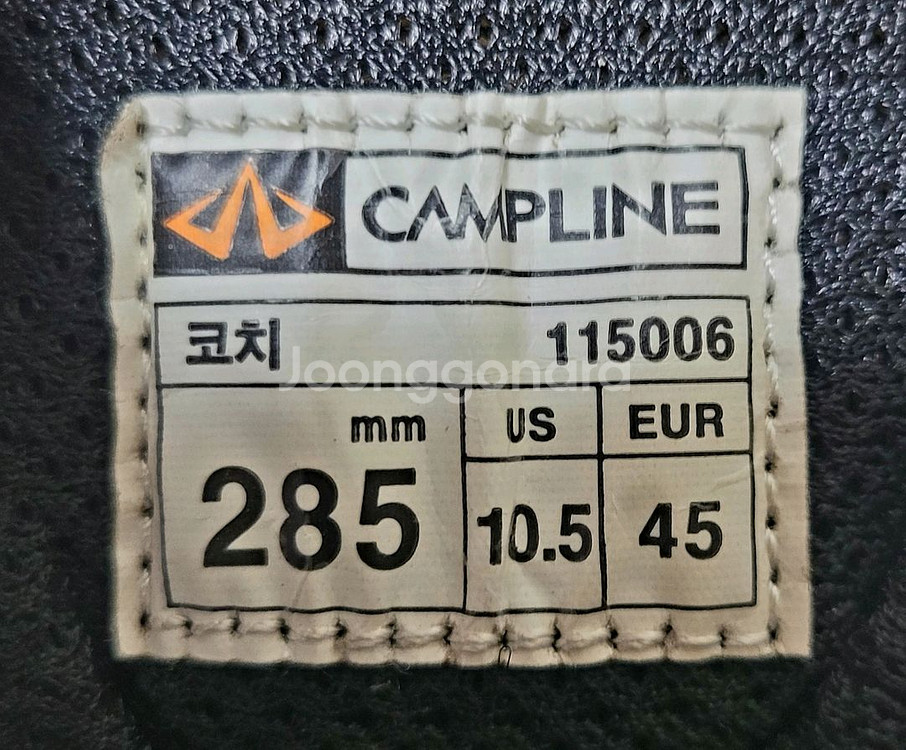 CAMPLINE
코치 115006
Joonggonara
mm US EUR
285 10.5 45